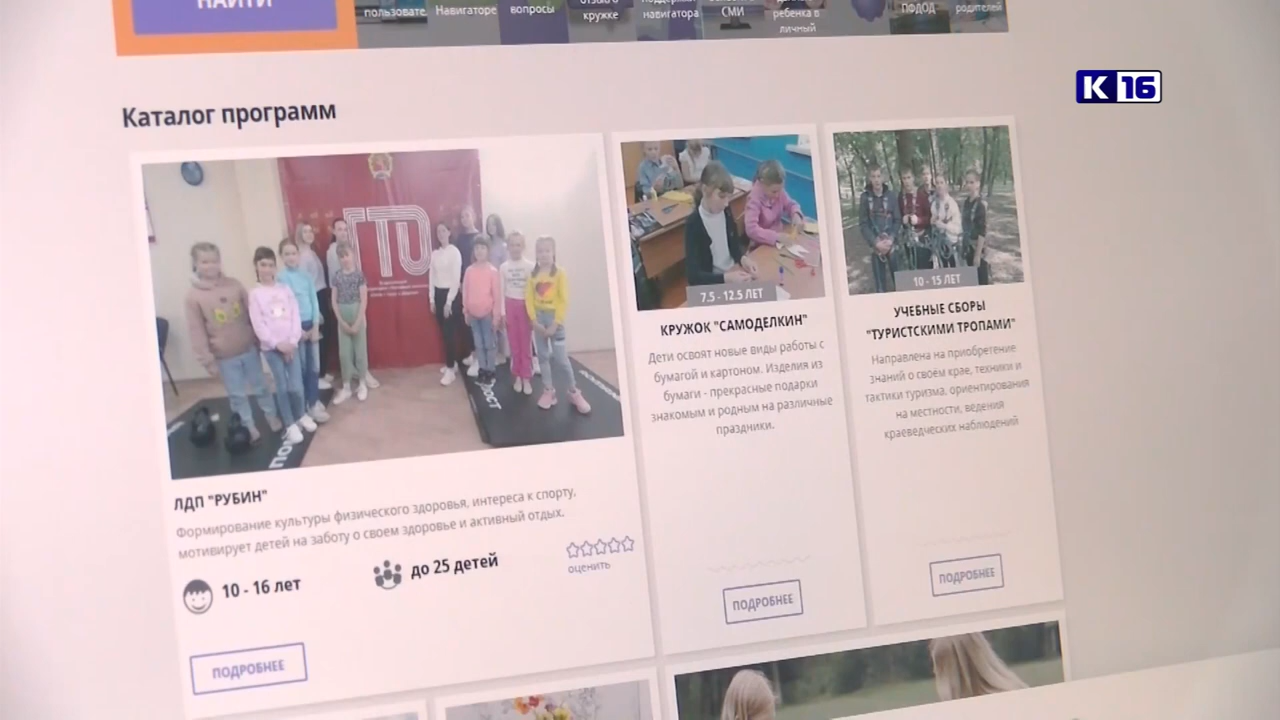 НАЙТИ
пользовате.
Навигаторе
вопросы
кружке
навигатора
СМИ
ребенка в
личный
ПФДОД
родителей
К 16
Каталог программ
ГТО
7.5 - 12.5 ЛЕТ
10 - 15 ЛЕТ
КРУЖОК "САМОДЕЛКИН"
Дети освоят новые виды работы с
бумагой и картоном. Изделия из
бумаги - прекрасные подарки
знакомым и родным на различные
праздники.
УЧЕБНЫЕ СБОРЫ
"ТУРИСТСКИМИ ТРОПАМИ"
Направлена на приобретение
знаний о своём крае, техники и
тактики туризма, ориентирования
на местности, ведения
краеведческих наблюдений
ЛДП "РУБИН"
Формирование культуры физического здоровья, интереса к спорту,
мотивирует детей на заботу о своем здоровье и активный отдых.
10 - 16 лет
до 25 детей
оценить
ПОДРОБНЕЕ
ПОДРОБНЕЕ
ПОДРОБНЕЕ